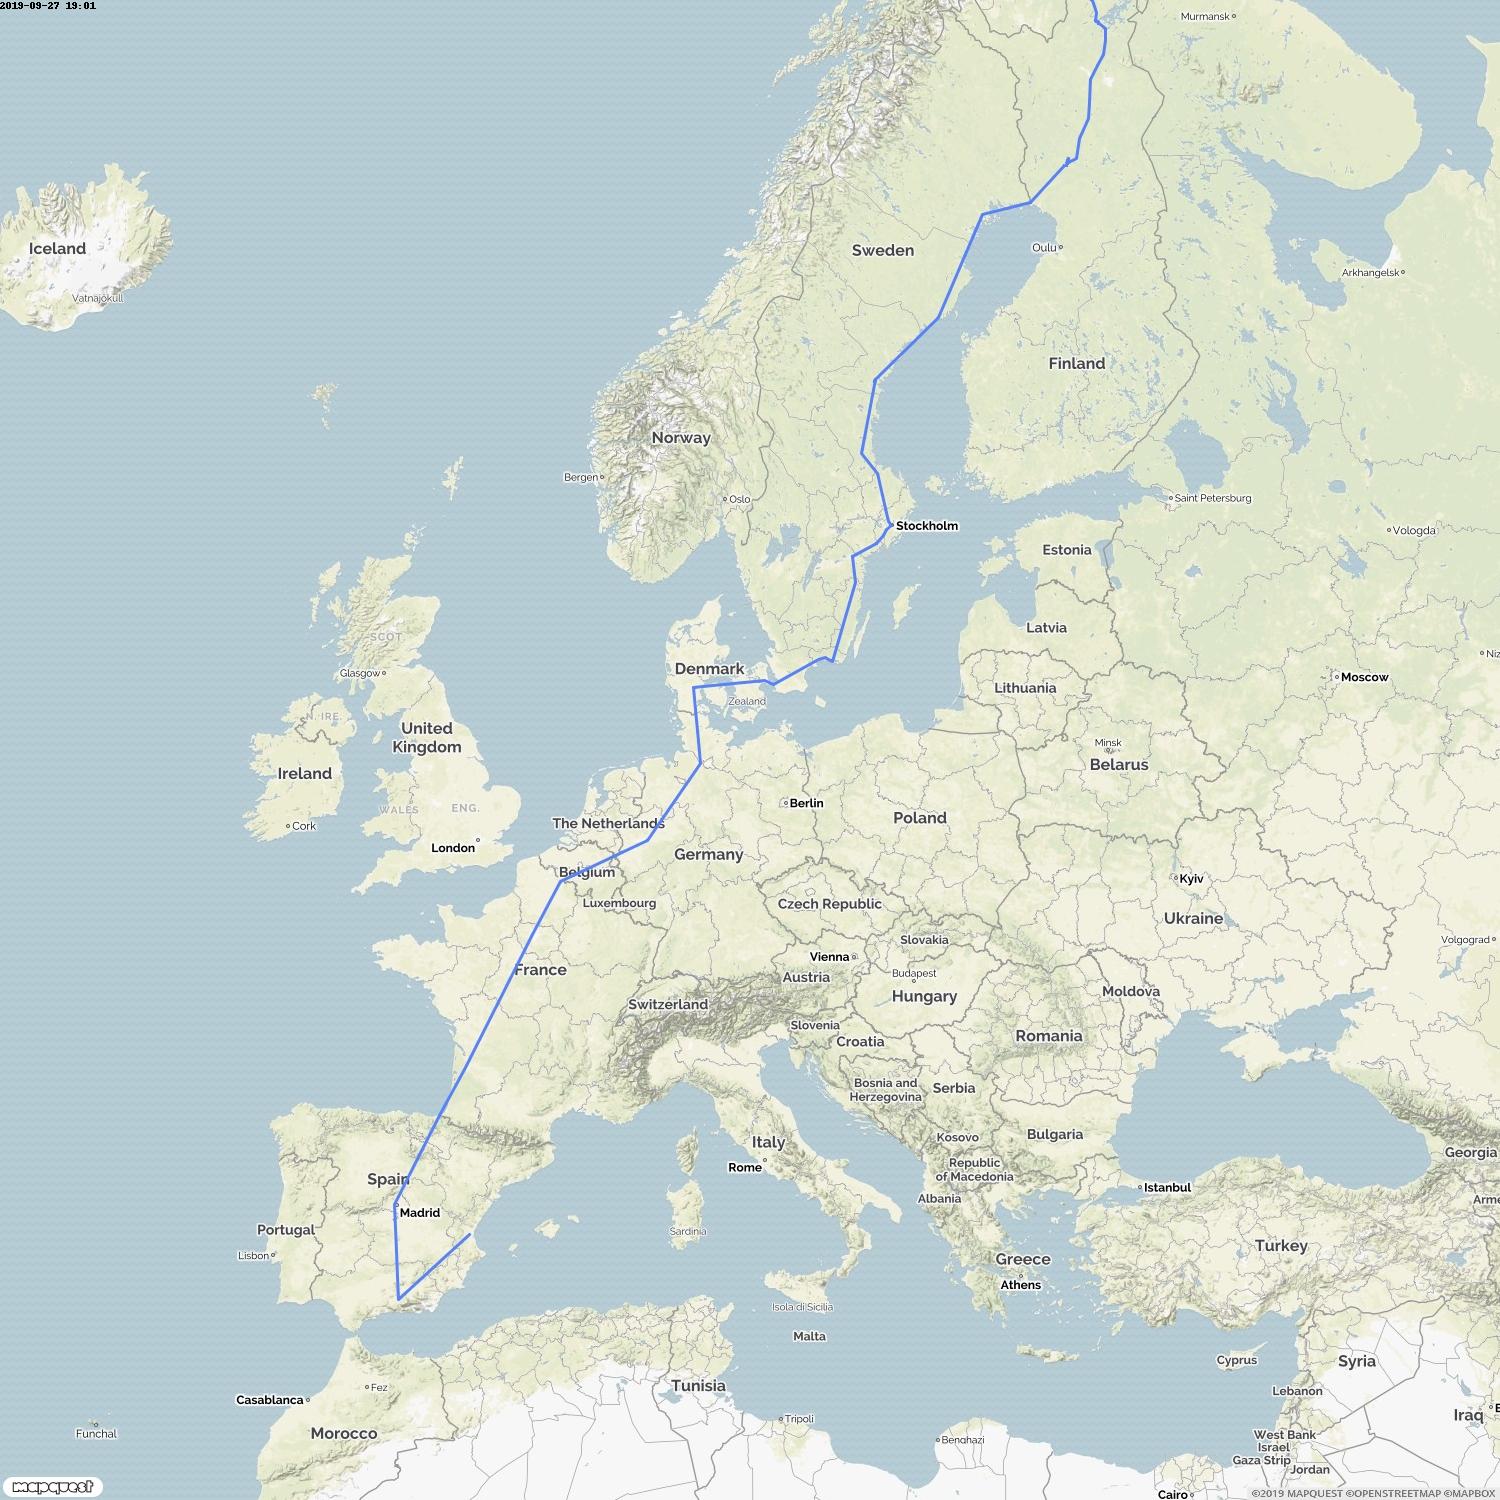 2019-09-27 19:01
Murmansk
Iceland
Vatnajökull
Sweden
Oulu
Arkhangelsk
Finland
Norway
Bergen
Oslo
Saint Petersburg
Stockholm
Vologda
Estonia
SCOT
Latvia
Glasgow
Denmark
Niz
Moscow
Lithuania
Zealand
N. IRE.
United
Kingdom
Minsk
Belarus
Ireland
WALES
ENG.
Berlin
Cork
The Netherlands
Poland
London
Germany
Belgium
Kyiv
Luxembourg
Czech Republic
Ukraine
Slovakia
Volgograd
Vienna
France
Austria
Budapest
Hungary
Moldova
Switzerland
Slovenia
Croatia
Romania
Bosnia and
Herzegovina
Serbia
Italy
Kosovo
Bulgaria
Georgia
Rome
Republic
of Macedonia
Spain
Albania
Istanbul
Arme
Madrid
Portugal
Sardinia
Lisbon
Turkey
Greece
Athens
Isola di Sicilia
Malta
Cyprus
Syria
Tunisia
Fez
Lebanon
Casablanca
Iraq
B
Funchal
Morocco
Tripoli
Benghazi
West Bank
Israel
Gaza Strip
Jordan
mapquest
Cairo
©2019 MAPQUEST ©OPENSTREETMAP ©MAPBOX